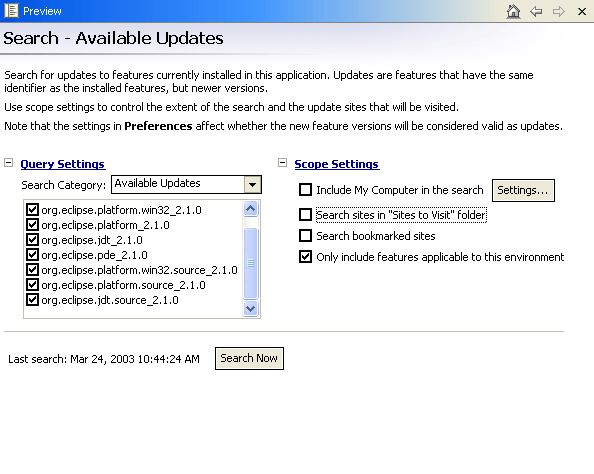 Preview
Search - Available Updates
Search for updates to features currently installed in this application. Updates are features that have the same
identifier as the installed features, but newer versions.
Use scope settings to control the extent of the search and the update sites that will be visited.
Note that the settings in Preferences affect whether the new feature versions will be considered valid as updates.
Query Settings
Search Category: Available Updates
org.eclipse.platform.win32_2.1.0
org.eclipse.platform_2.1.0
org.eclipse.jdt_2.1.0
org.eclipse.pde_2.1.0
org.eclipse.platform.win32.source_2.1.0
org.eclipse.platform.source_2.1.0
org.eclipse.jdt.source_2.1.0
Scope Settings
Include My Computer in the search Settings...
Search sites in "Sites to Visit" folder
Search bookmarked sites
Only include features applicable to this environment
Last search: Mar 24, 2003 10:44:24 AM Search Now